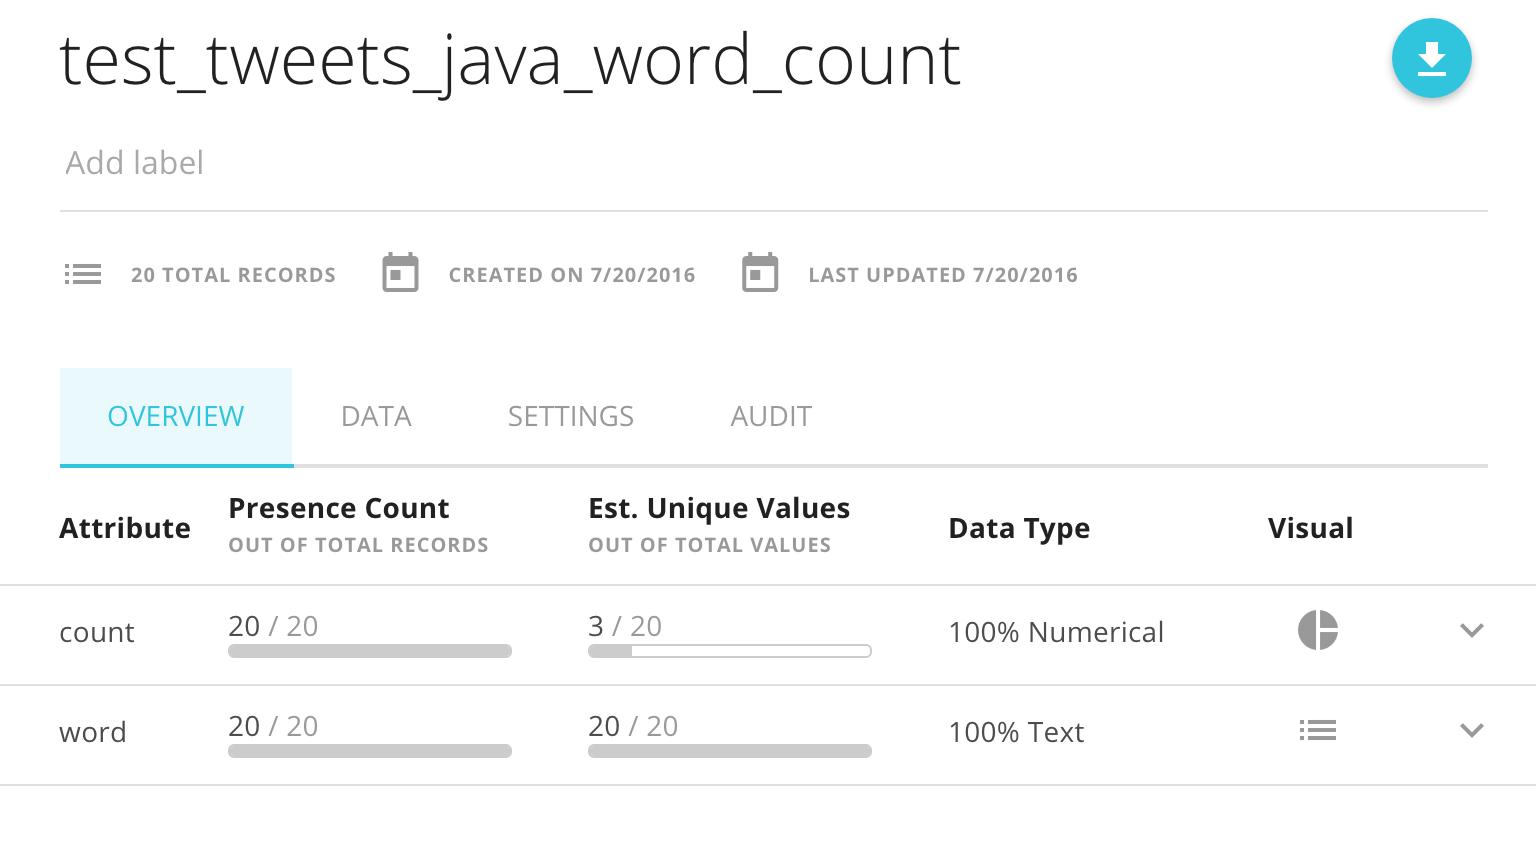 test_tweets_java_word_count
Add label
20 TOTAL RECORDS CREATED ON 7/20/2016 LAST UPDATED 7/20/2016
OVERVIEW DATA SETTINGS AUDIT
Attribute Presence Count Est. Unique Values Data Type Visual
OUT OF TOTAL RECORDS OUT OF TOTAL VALUES
count 20 / 20 3 / 20 100% Numerical
word 20 / 20 20 / 20 100% Text